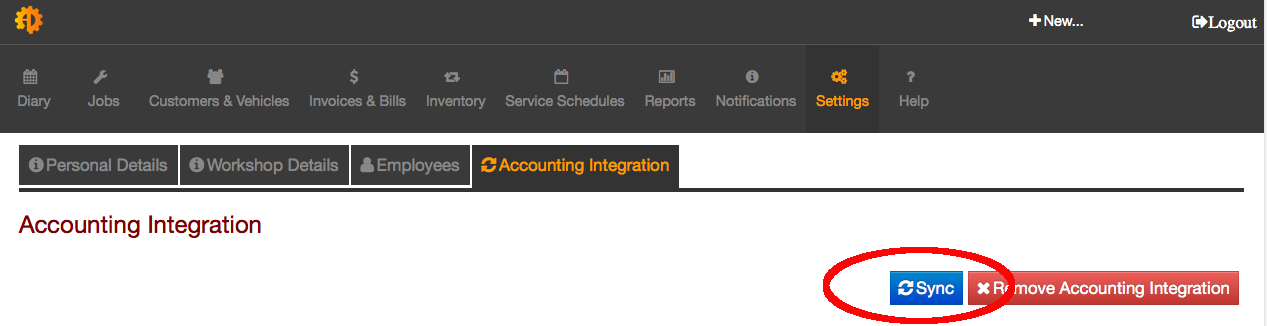 New... Logout
Diary Jobs Customers & Vehicles Invoices & Bills Inventory Service Schedules Reports Notifications Settings Help
Personal Details Workshop Details Employees Accounting Integration
Accounting Integration
Sync Remove Accounting Integration